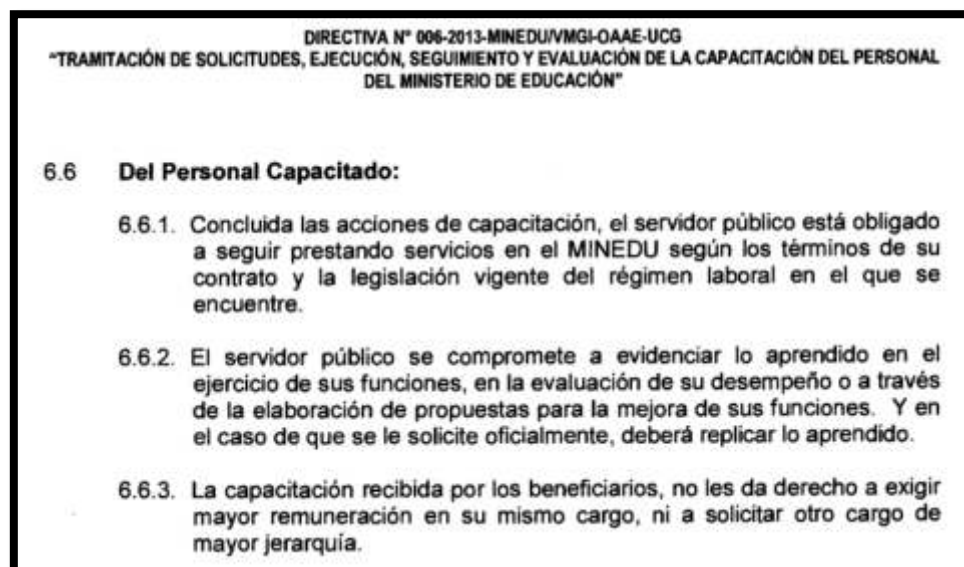 DIRECTIVA N° 006-2013-MINEDU/VMGI-OAAE-UCG
"TRAMITACIÓN DE SOLICITUDES, EJECUCIÓN, SEGUIMIENTO Y EVALUACIÓN DE LA CAPACITACIÓN DEL PERSONAL
DEL MINISTERIO DE EDUCACIÓN"
6.6 Del Personal Capacitado:
6.6.1. Concluida las acciones de capacitación, el servidor público está obligado
a seguir prestando servicios en el MINEDU según los términos de su
contrato y la legislación vigente del régimen laboral en el que se
encuentre.
6.6.2. El servidor público se compromete a evidenciar lo aprendido en el
ejercicio de sus funciones, en la evaluación de su desempeño o a través
de la elaboración de propuestas para la mejora de sus funciones. Y en
el caso de que se le solicite oficialmente, deberá replicar lo aprendido.
6.6.3. La capacitación recibida por los beneficiarios, no les da derecho a exigir
mayor remuneración en su mismo cargo, ni a solicitar otro cargo de
mayor jerarquía.